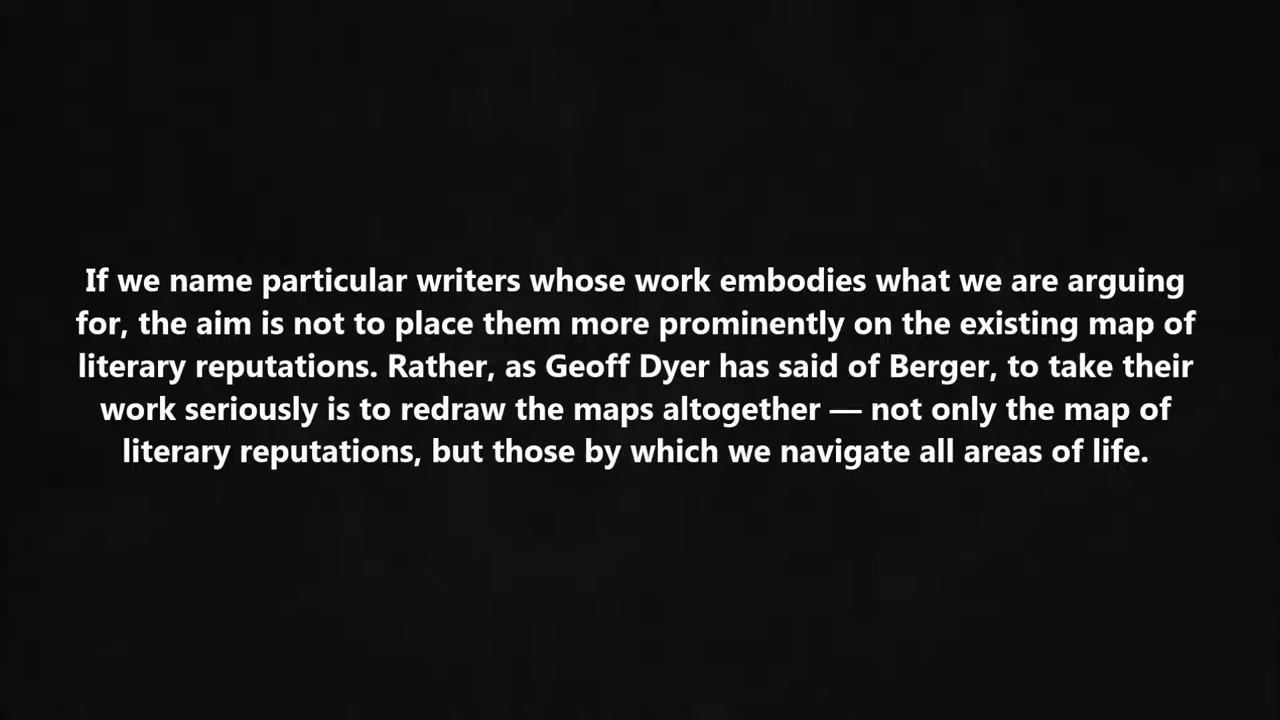 If we name particular writers whose work embodies what we are arguing
for, the aim is not to place them more prominently on the existing map of
literary reputations. Rather, as Geoff Dyer has said of Berger, to take their
work seriously is to redraw the maps altogether — not only the map of
literary reputations, but those by which we navigate all areas of life.